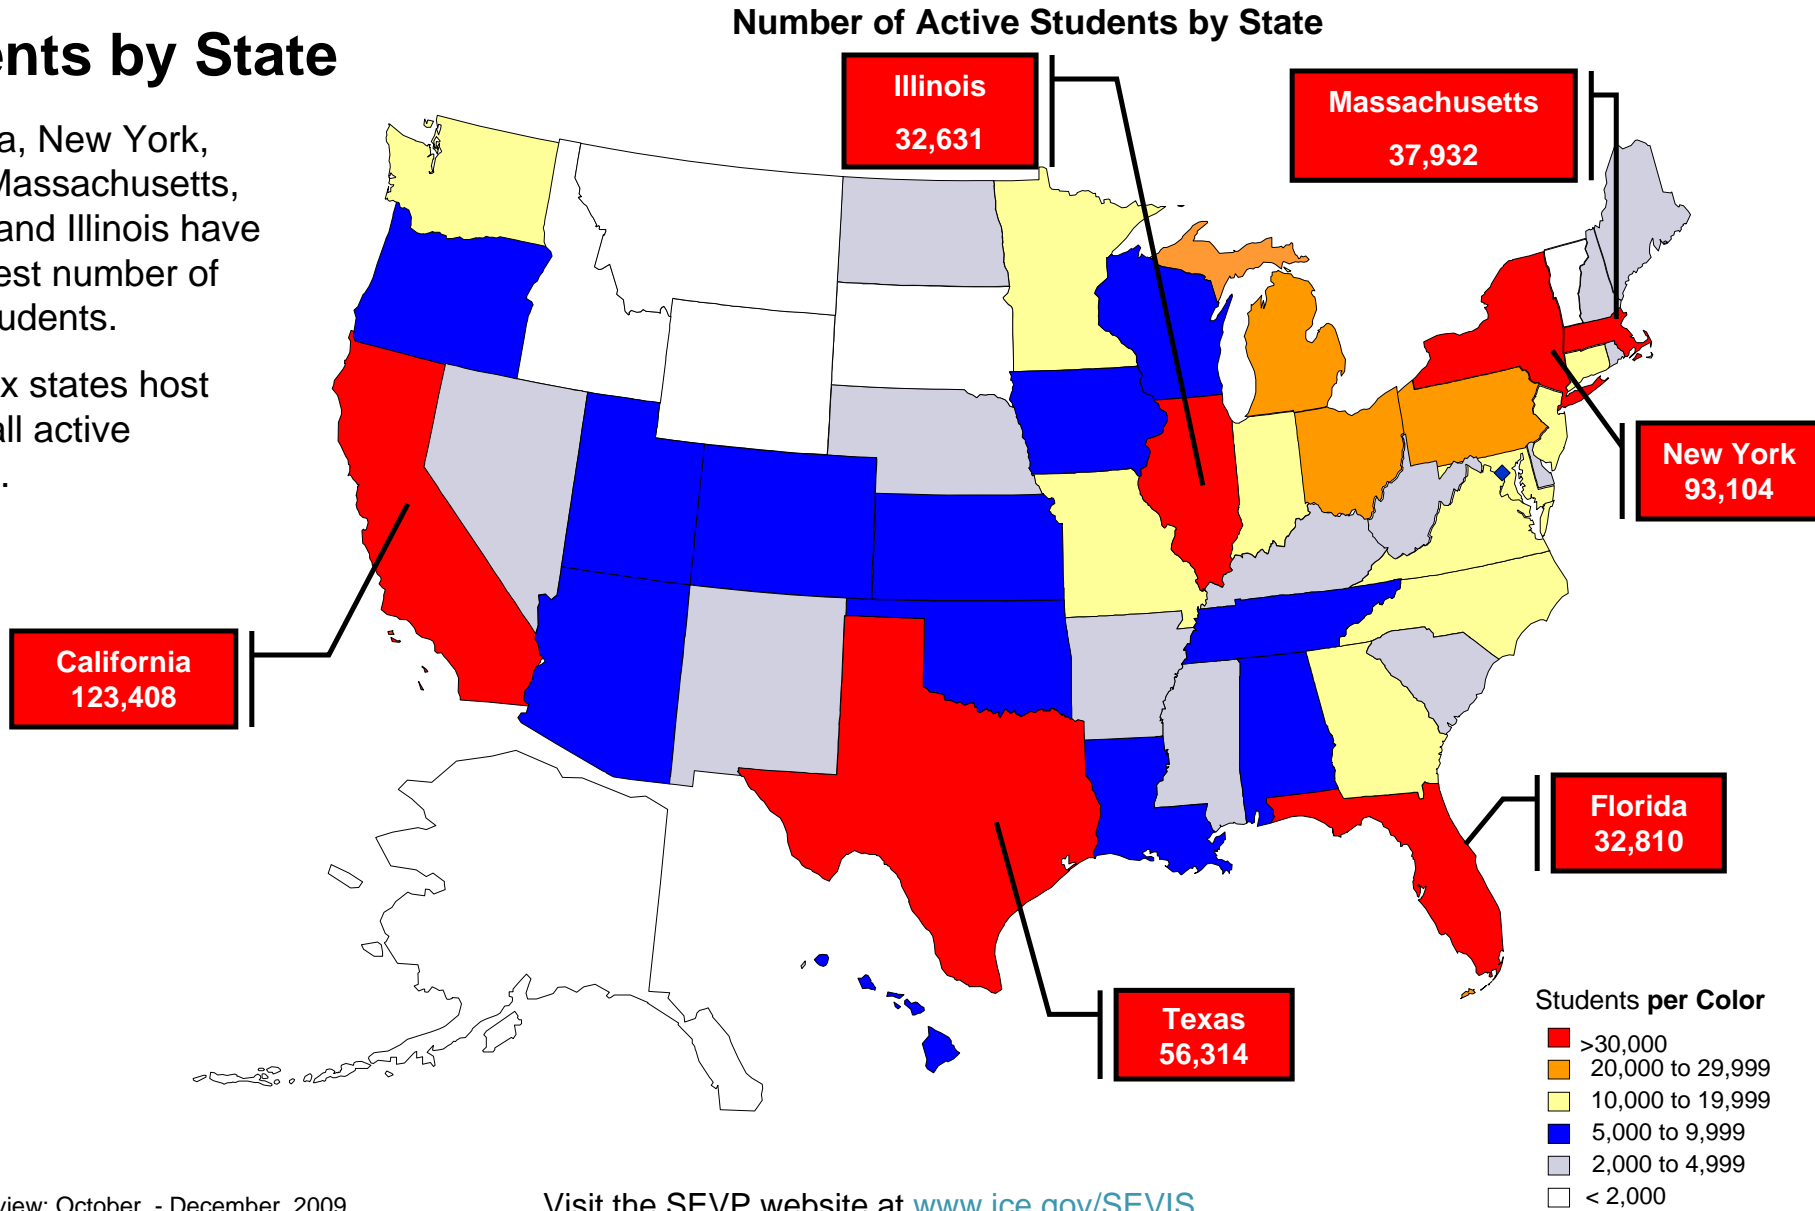 Number of Active Students by State
ents by State
a, New York,
Massachusetts,
and Illinois have
est number of
udents.
x states host
all active
.
Illinois
32,631
Massachusetts
37,932
New York
93,104
California
123,408
Florida
32,810
Texas
56,314
Students per Color
>30,000
20,000 to 29,999
10,000 to 19,999
5,000 to 9,999
2,000 to 4,999
< 2,000
view: October - December 2009
Visit the SEVP website at www.ice.gov/SEVIS